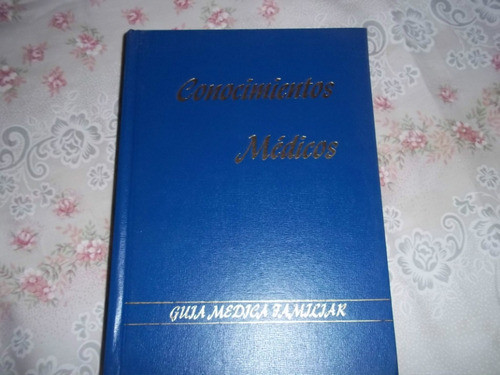 Conocimientos
Médicos
GUIA MEDICA FAMILIAR